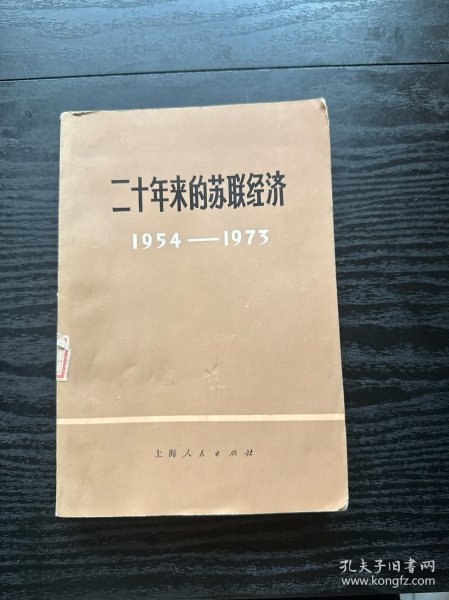 二十年来的苏联经济
1954—1973
上海人民出版社
孔夫子旧书网
www.kongfz.com